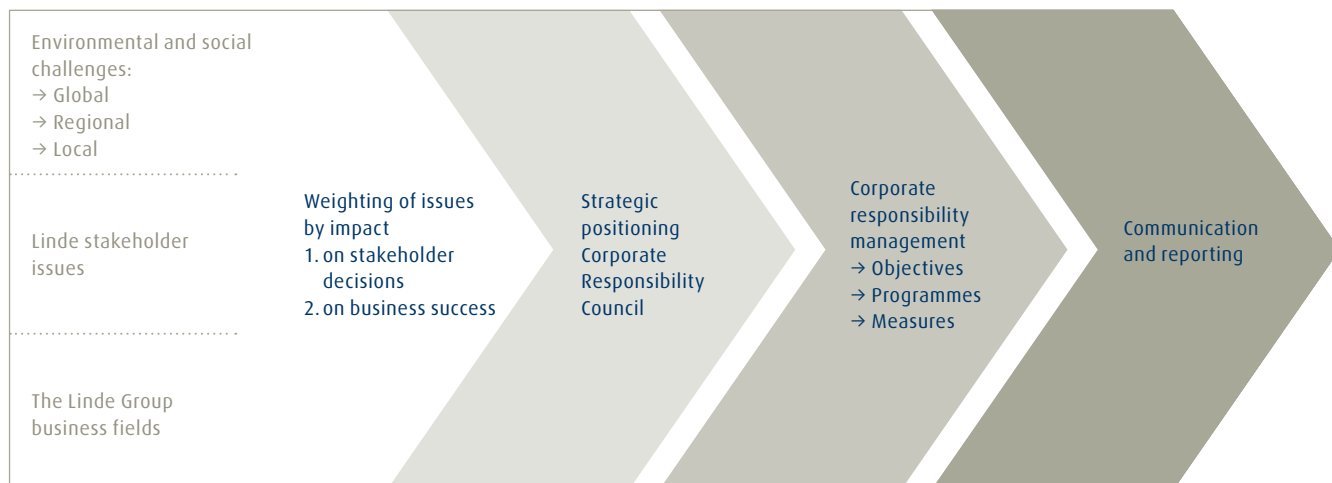 Environmental and social
challenges:
→ Global
→ Regional
→ Local
Linde stakeholder
issues
The Linde Group
business fields
Weighting of issues
by impact
1. on stakeholder
decisions
2. on business success
Strategic
positioning
Corporate
Responsibility
Council
Corporate
responsibility
management
→ Objectives
→ Programmes
→ Measures
Communication
and reporting